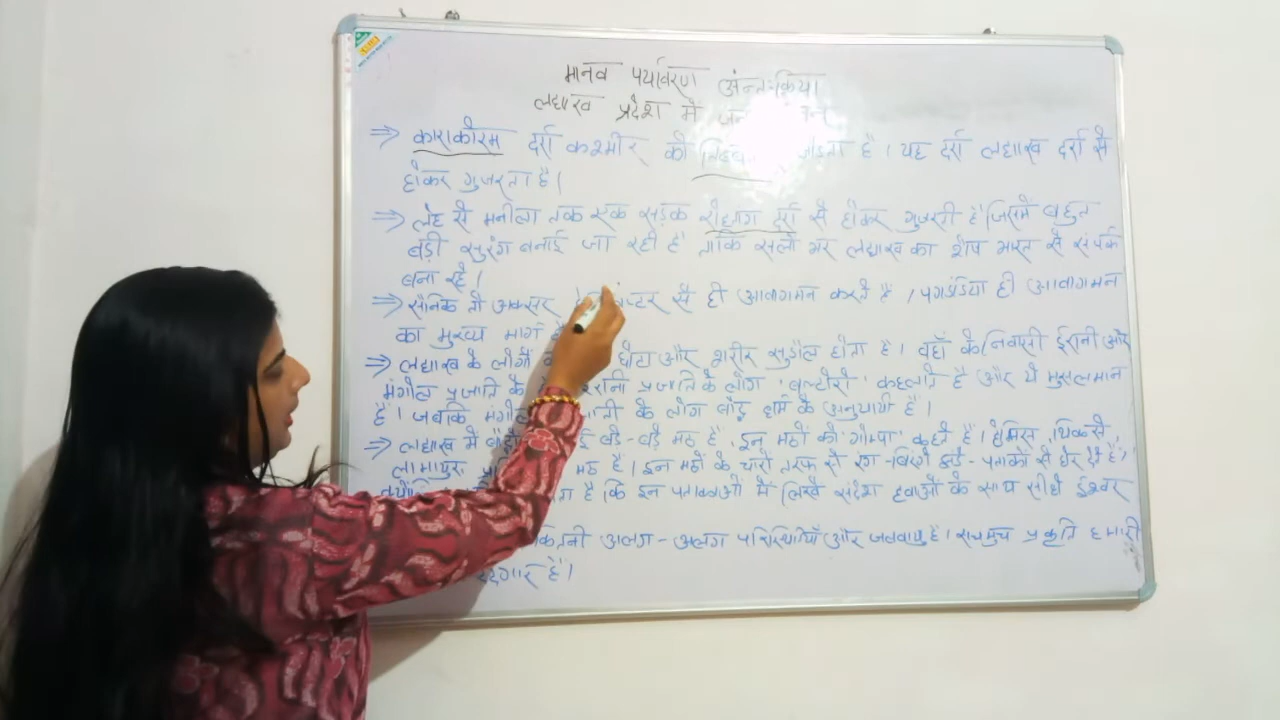 मानव पर्यावरण अन्तःक्रिया
लद्दाख प्रदेश में
⇒ काराकोरम दर्रा कश्मीर को जोड़ता है। यह दर्रा लद्दाख दर्रा से
होकर गुजरता है।
⇒ लेह से मनीला तक एक सड़क रोहतांग दर्रा से होकर गुजरती है जिसमें बहुत
बड़ी सुरंग बनाई जा रही है ताकि सलों भर लद्दाख का शेष भारत से संपर्क
बना रहे।
⇒ सैनिक तो अक्सर से ही आवागमन करते है। पगडंडिया ही आवागमन
का मुख्य मार्ग
⇒ लद्दाख के लोगों छोटा और शरीर सुडौल होता है। वहाँ के निवासी ईरानी और
मंगोल प्रजाति के प्रजाति के लोग कहलाते है और ये मुसलमान
है। जबकि मंगोल के लोग बौद्ध धर्म के अनुयायी है।
⇒ लद्दाख में बड़े-बड़े मठ है, इन मठों को 'गोम्पा' कहते है। हेमिस, थिकसे
लामायुरू मठ है। इन मठों के चारों तरफ से रंग-बिरंगे झंडे-पताकों से घेर देते है,
है कि इन पताकाओं में लिखे संदेश हवाओं के साथ सीधे ईश्वर
अलग-अलग परिस्थितियाँ और जलवायु है। सचमुच प्रकृति हमारी
है।